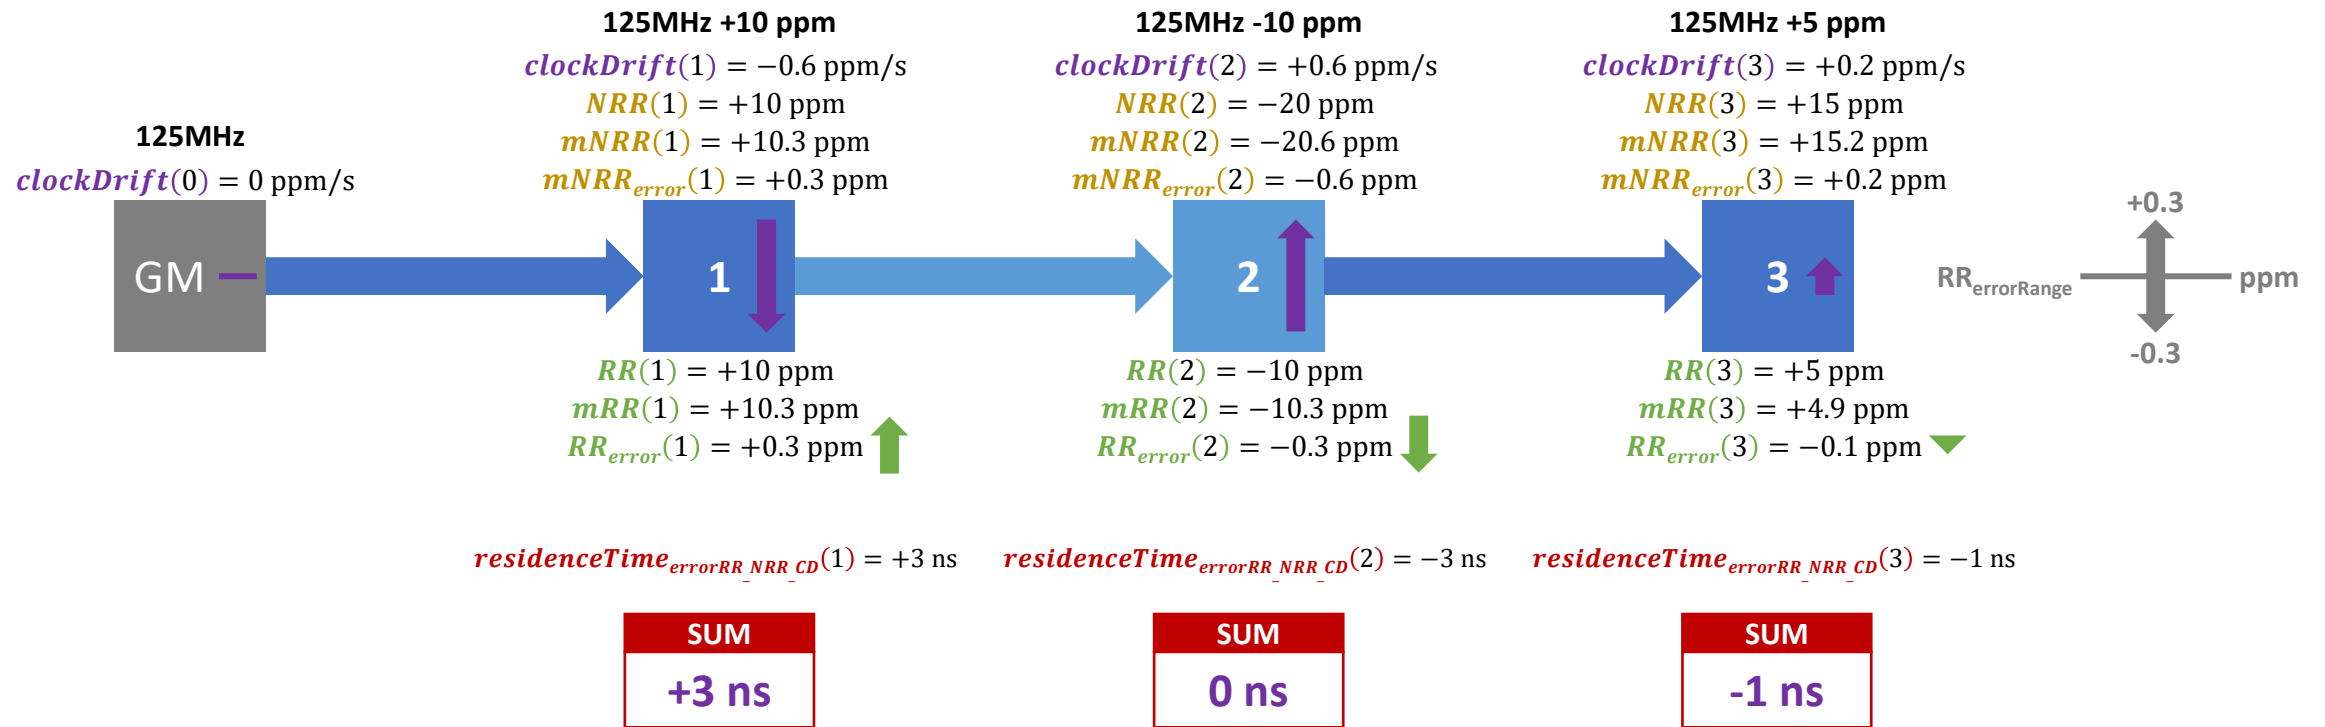 125MHz
clockDrift(0) = 0 ppm/s
GM
125MHz +10 ppm
clockDrift(1) = −0.6 ppm/s
NRR(1) = +10 ppm
mNRR(1) = +10.3 ppm
mNRR_error(1) = +0.3 ppm
1
RR(1) = +10 ppm
mRR(1) = +10.3 ppm
RR_error(1) = +0.3 ppm
residenceTime_errorRR_NRR_CD(1) = +3 ns
SUM
+3 ns
125MHz -10 ppm
clockDrift(2) = +0.6 ppm/s
NRR(2) = −20 ppm
mNRR(2) = −20.6 ppm
mNRR_error(2) = −0.6 ppm
2
RR(2) = −10 ppm
mRR(2) = −10.3 ppm
RR_error(2) = −0.3 ppm
residenceTime_errorRR_NRR_CD(2) = −3 ns
SUM
0 ns
125MHz +5 ppm
clockDrift(3) = +0.2 ppm/s
NRR(3) = +15 ppm
mNRR(3) = +15.2 ppm
mNRR_error(3) = +0.2 ppm
3
RR(3) = +5 ppm
mRR(3) = +4.9 ppm
RR_error(3) = −0.1 ppm
residenceTime_errorRR_NRR_CD(3) = −1 ns
SUM
-1 ns
+0.3
RR_errorRange
ppm
-0.3